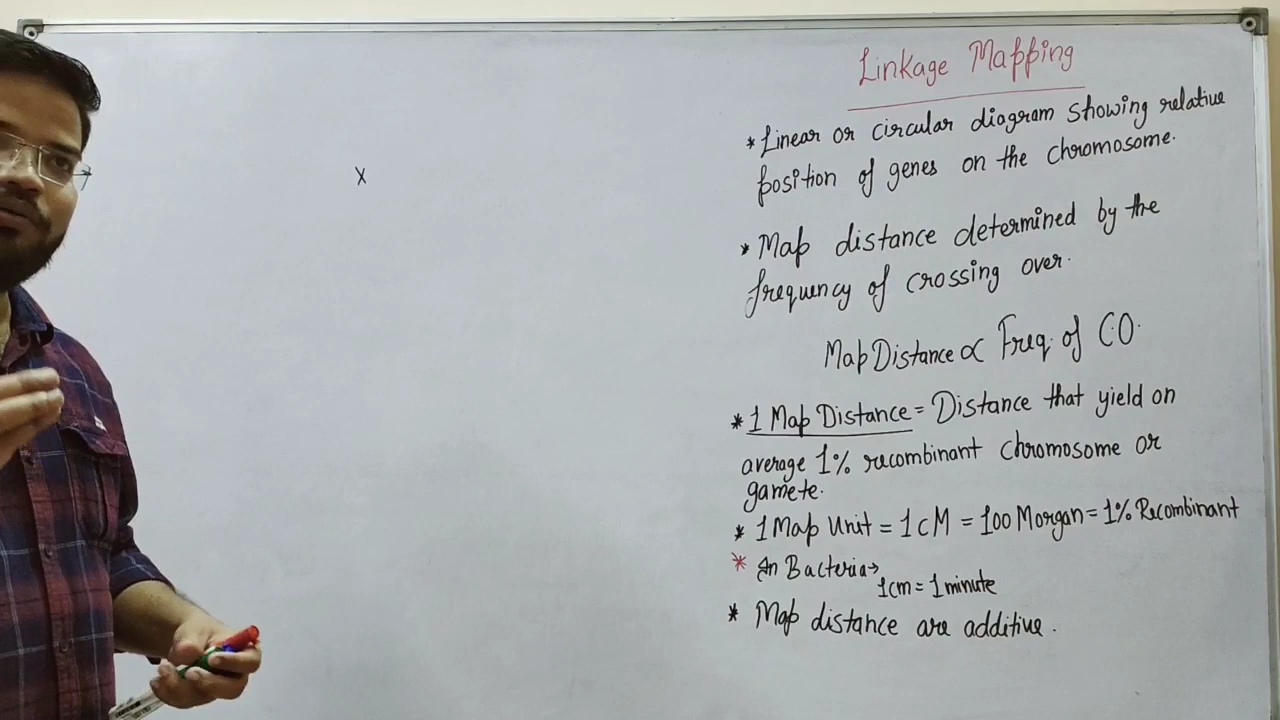 Linkage Mapping
* Linear or circular diagram showing relative
position of genes on the chromosome.
x
* Map distance determined by the
frequency of crossing over.
Map Distance ∝ Freq. of C.O.
* 1 Map Distance = Distance that yield on
average 1% recombinant chromosome or
gamete.
* 1 Map Unit = 1 cM = 100 Morgan = 1% Recombinant
* In Bacteria →
1cm = 1 minute
* Map distance are additive.